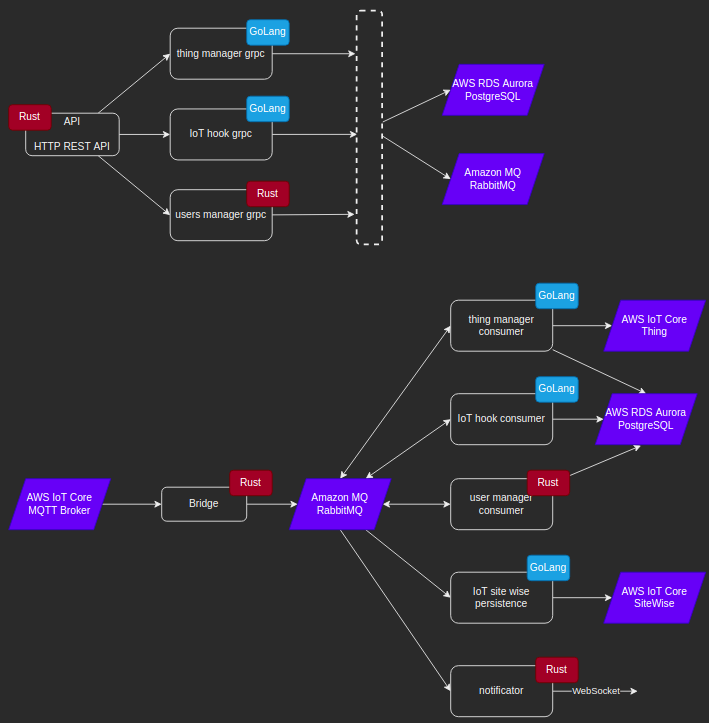 GoLang
thing manager grpc
Rust
API
HTTP REST API
GoLang
IoT hook grpc
Rust
users manager grpc
AWS RDS Aurora
PostgreSQL
Amazon MQ
RabbitMQ
GoLang
thing manager
consumer
AWS IoT Core
Thing
GoLang
IoT hook consumer
AWS RDS Aurora
PostgreSQL
AWS IoT Core
MQTT Broker
Rust
Bridge
Amazon MQ
RabbitMQ
Rust
user manager
consumer
GoLang
IoT site wise
persistence
AWS IoT Core
SiteWise
Rust
notificator
WebSocket